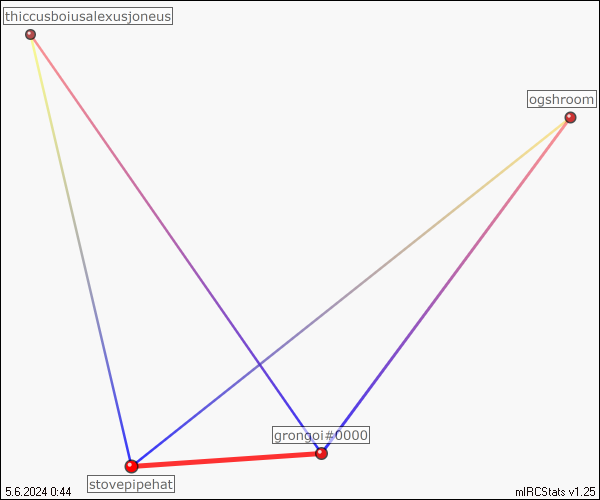 thiccusboiusalexusjoneus
ogshroom
grongoi#0000
stovepipehat
5.6.2024 0:44
mIRCStats v1.25